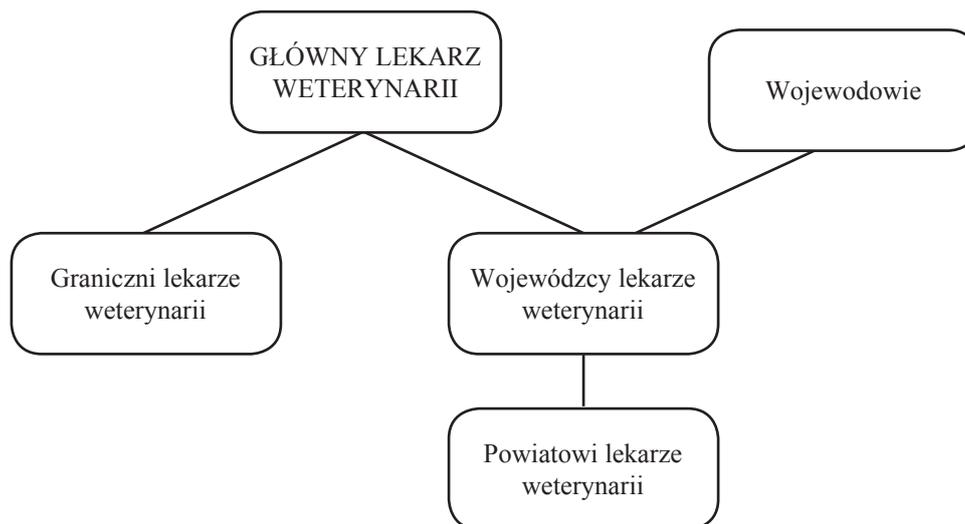 GŁÓWNY LEKARZ
WETERYNARII
Wojewodowie
Graniczni lekarze
weterynarii
Wojewódzcy lekarze
weterynarii
Powiatowi lekarze
weterynarii